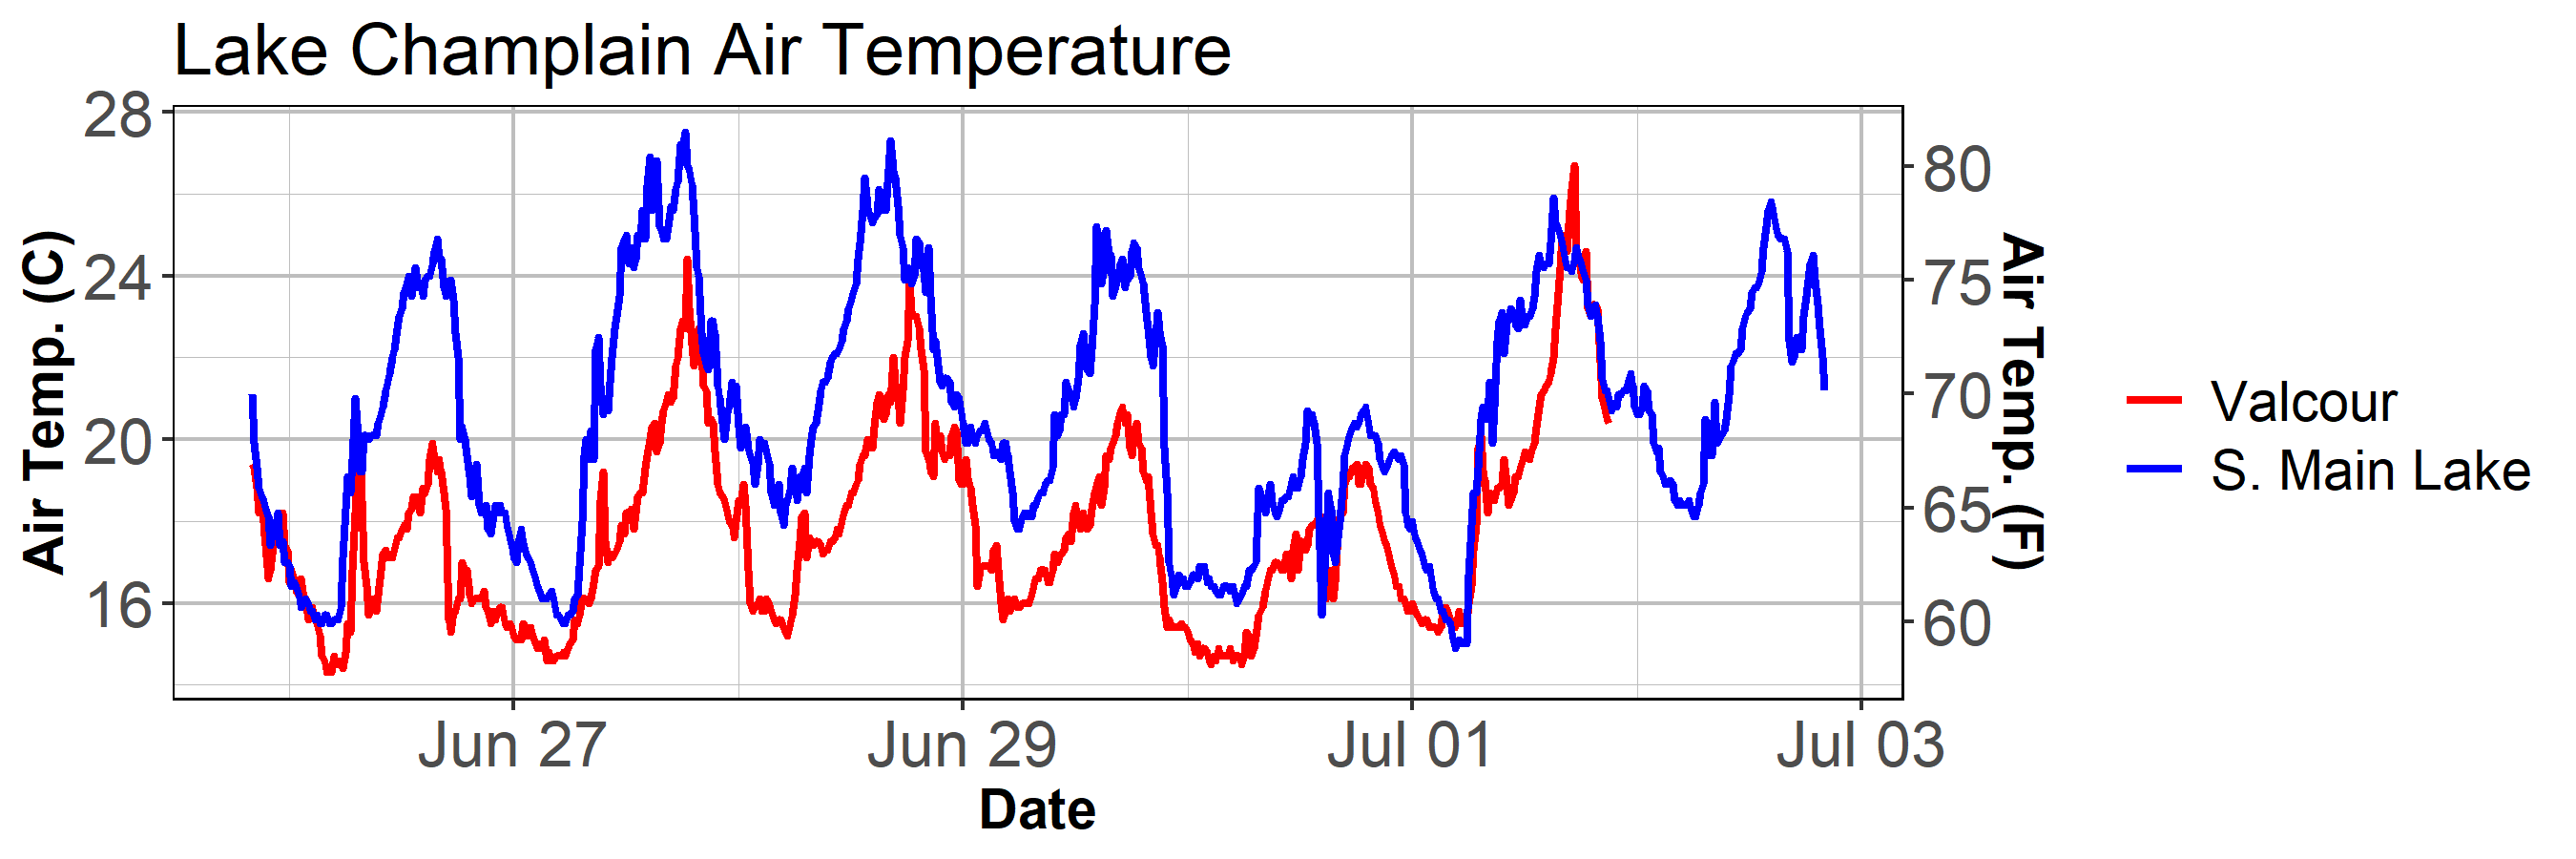 Lake Champlain Air Temperature
28
24
20
16
Air Temp. (C)
80
75
70
65
60
Air Temp. (F)
Jun 27
Jun 29
Jul 01
Jul 03
Date
Valcour
S. Main Lake